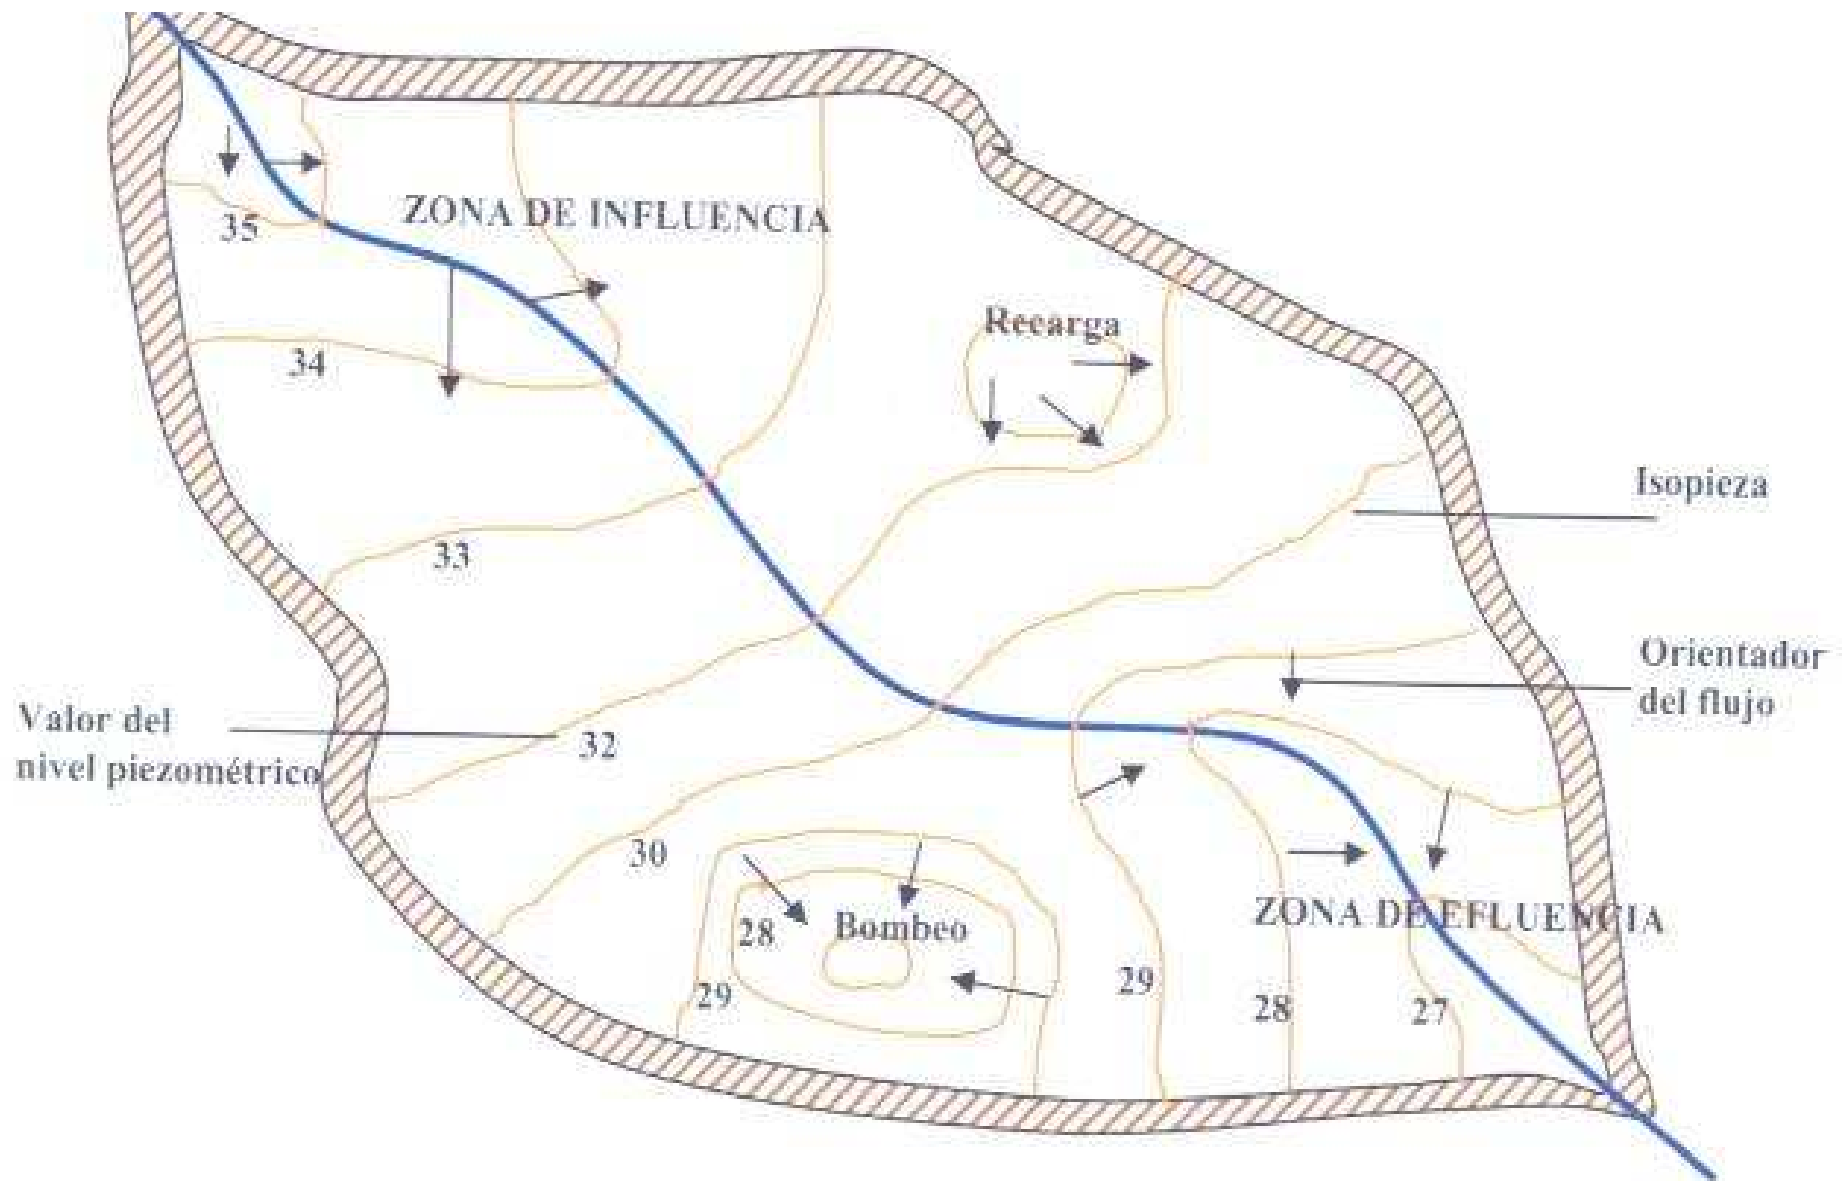 35
ZONA DE INFLUENCIA
Recarga
34
Isopieza
33
Orientador
del flujo
Valor del
nivel piezométrico
32
30
28
Bombeo
ZONA DE EFLUENCIA
29
29
28
27